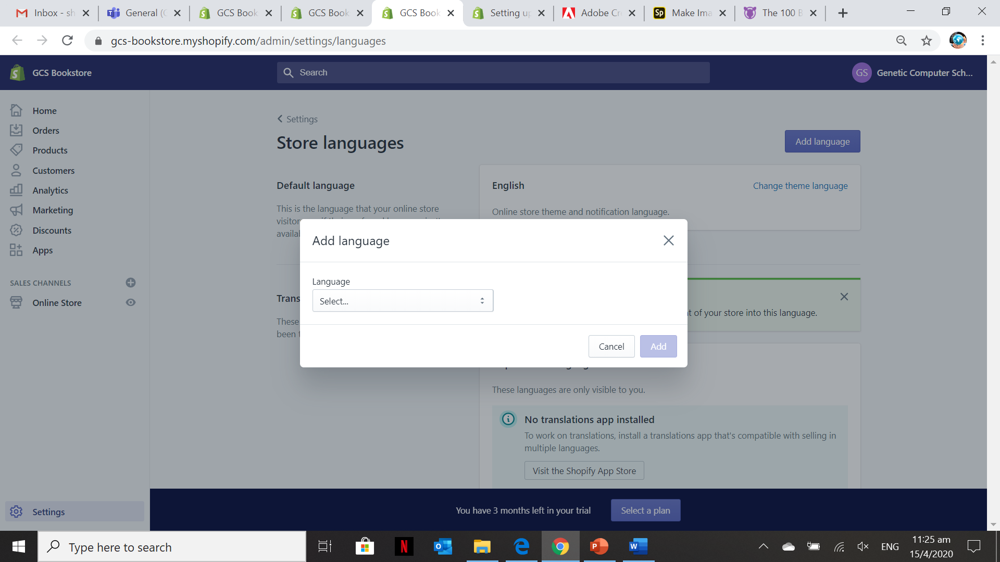 Inbox - sh
General (
GCS Book
GCS Book
GCS Book
Setting up
Adobe Cr
Sp
Make Ima
The 100 B
gcs-bookstore.myshopify.com/admin/settings/languages
GCS Bookstore
Search
GS
Genetic Computer Sch...
Home
Orders
Products
Customers
Analytics
Marketing
Discounts
Apps
SALES CHANNELS
Online Store
Settings
Settings
Store languages
Add language
Default language
This is the language that your online store
visitor
availa
English
Change theme language
Online store theme and notification language.
Add language
Language
Select...
Cancel
Add
Trans
These
been
of your store into this language.
These languages are only visible to you.
No translations app installed
To work on translations, install a translations app that's compatible with selling in
multiple languages.
Visit the Shopify App Store
You have 3 months left in your trial
Select a plan
Type here to search
ENG
11:25 am
15/4/2020